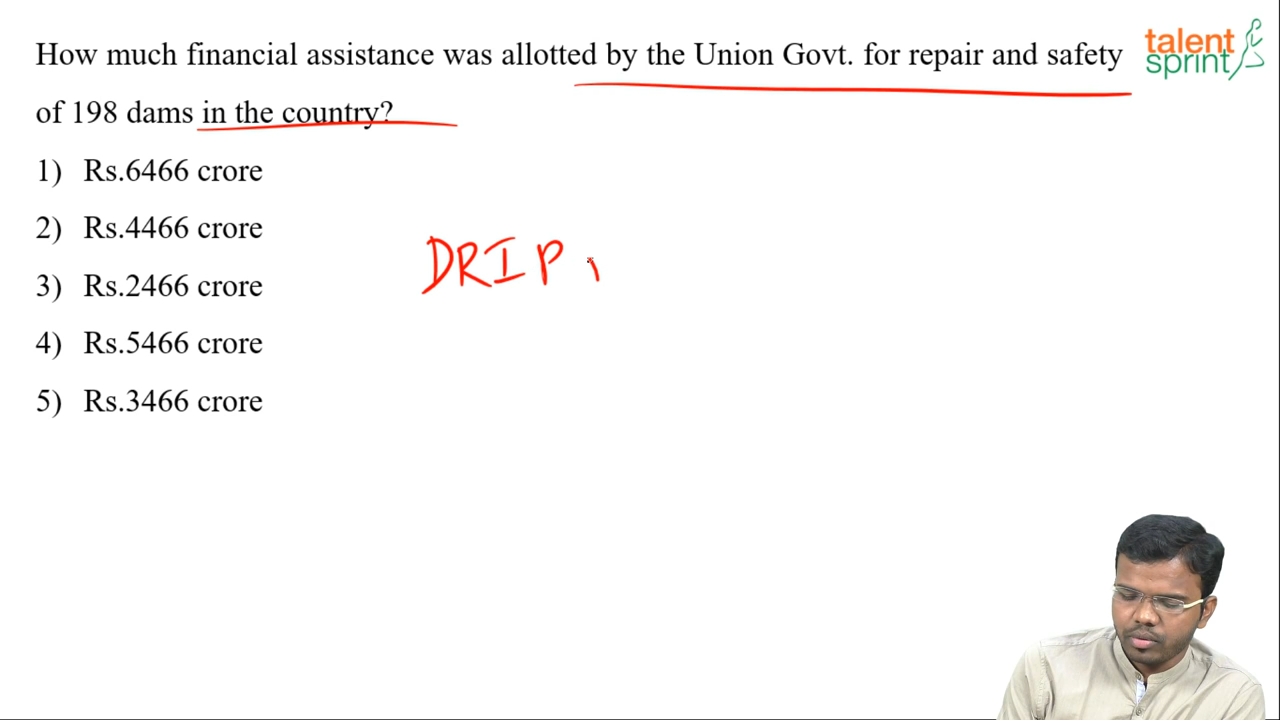 How much financial assistance was allotted by the Union Govt. for repair and safety
of 198 dams in the country?
talent
sprint
1) Rs.6466 crore
2) Rs.4466 crore
3) Rs.2466 crore
4) Rs.5466 crore
5) Rs.3466 crore
DRIP